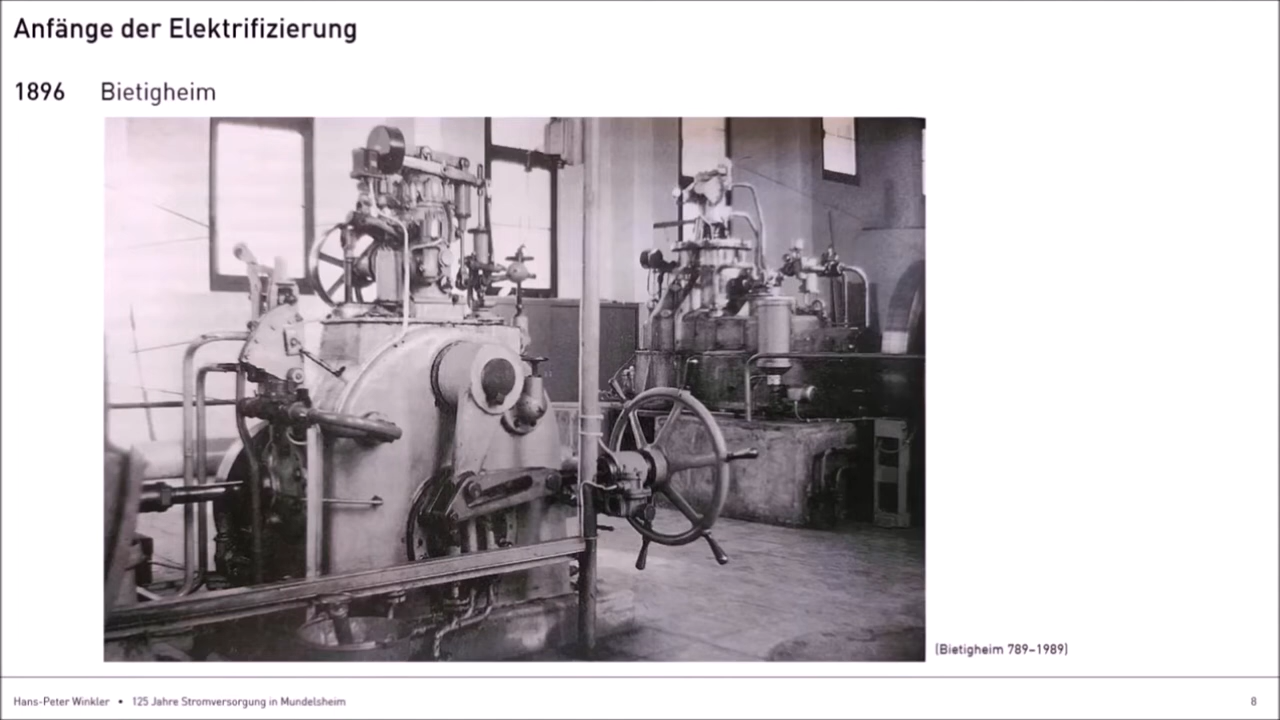 Anfänge der Elektrifizierung
1896 Bietigheim
(Bietigheim 789–1989)
Hans-Peter Winkler • 125 Jahre Stromversorgung in Mundelsheim
8